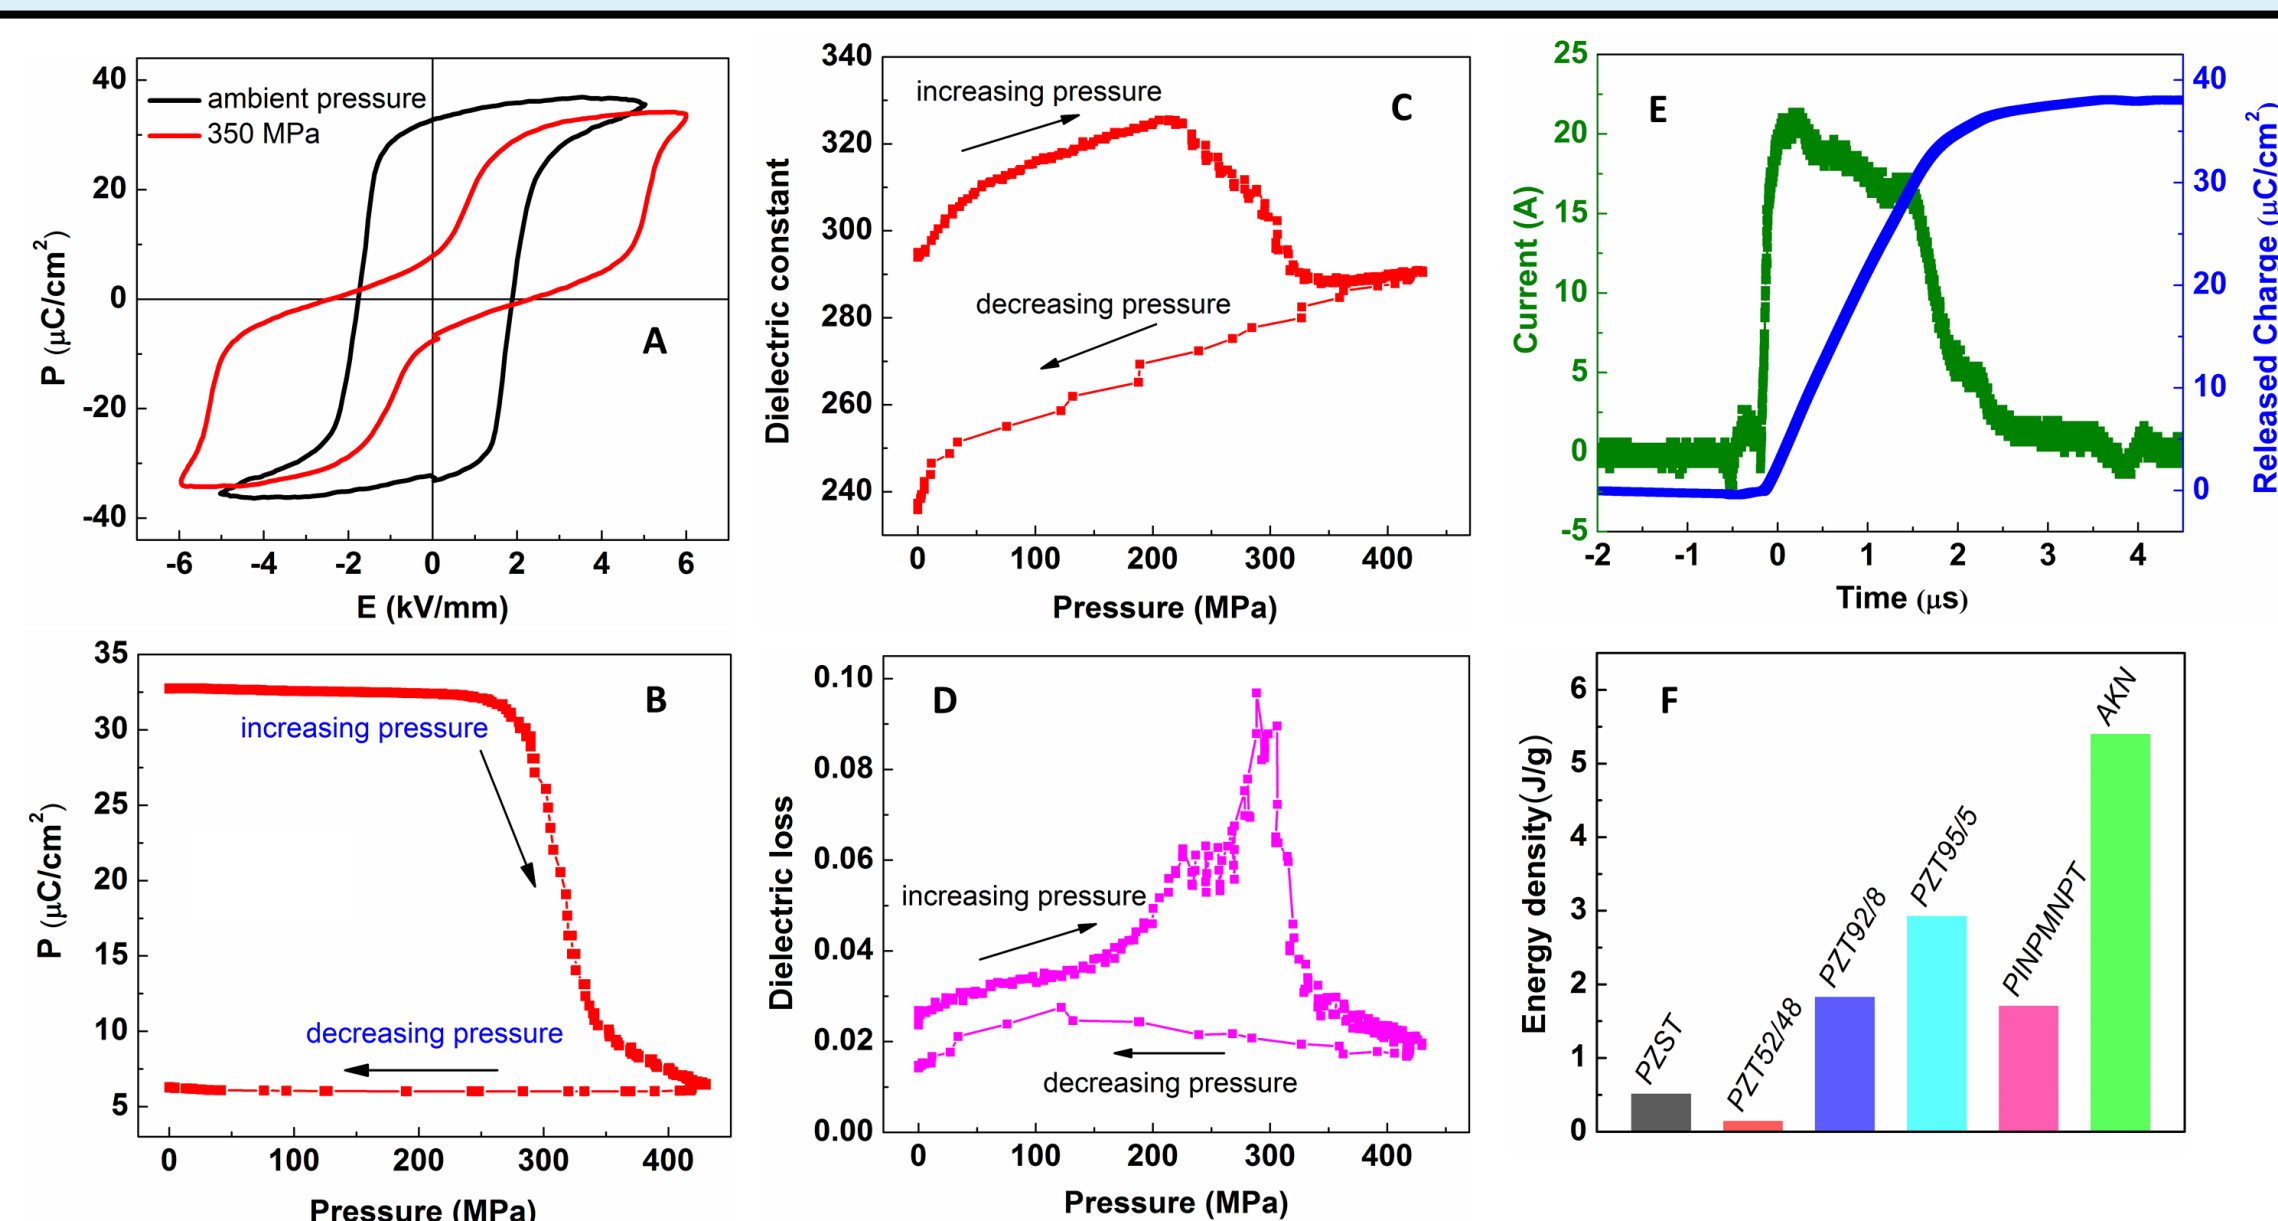 40
20
0
-20
-40
P (μC/cm²)
ambient pressure
350 MPa
A
-6 -4 -2 0 2 4 6
E (kV/mm)
340
320
300
280
260
240
Dielectric constant
increasing pressure
C
decreasing pressure
0 100 200 300 400
Pressure (MPa)
25
20
15
10
5
0
-5
Current (A)
E
40
30
20
10
0
Released Charge (μC/cm²)
-2 -1 0 1 2 3 4
Time (μs)
35
30
25
20
15
10
5
P (μC/cm²)
B
increasing pressure
decreasing pressure
0 100 200 300 400
Pressure (MPa)
0.10
0.08
0.06
0.04
0.02
0.00
Dielectric loss
D
increasing pressure
decreasing pressure
0 100 200 300 400
Pressure (MPa)
6
5
4
3
2
1
0
Energy density(J/g)
F
PZST
PZT52/48
PZT92/8
PZT95/5
PINPMNPT
AKN